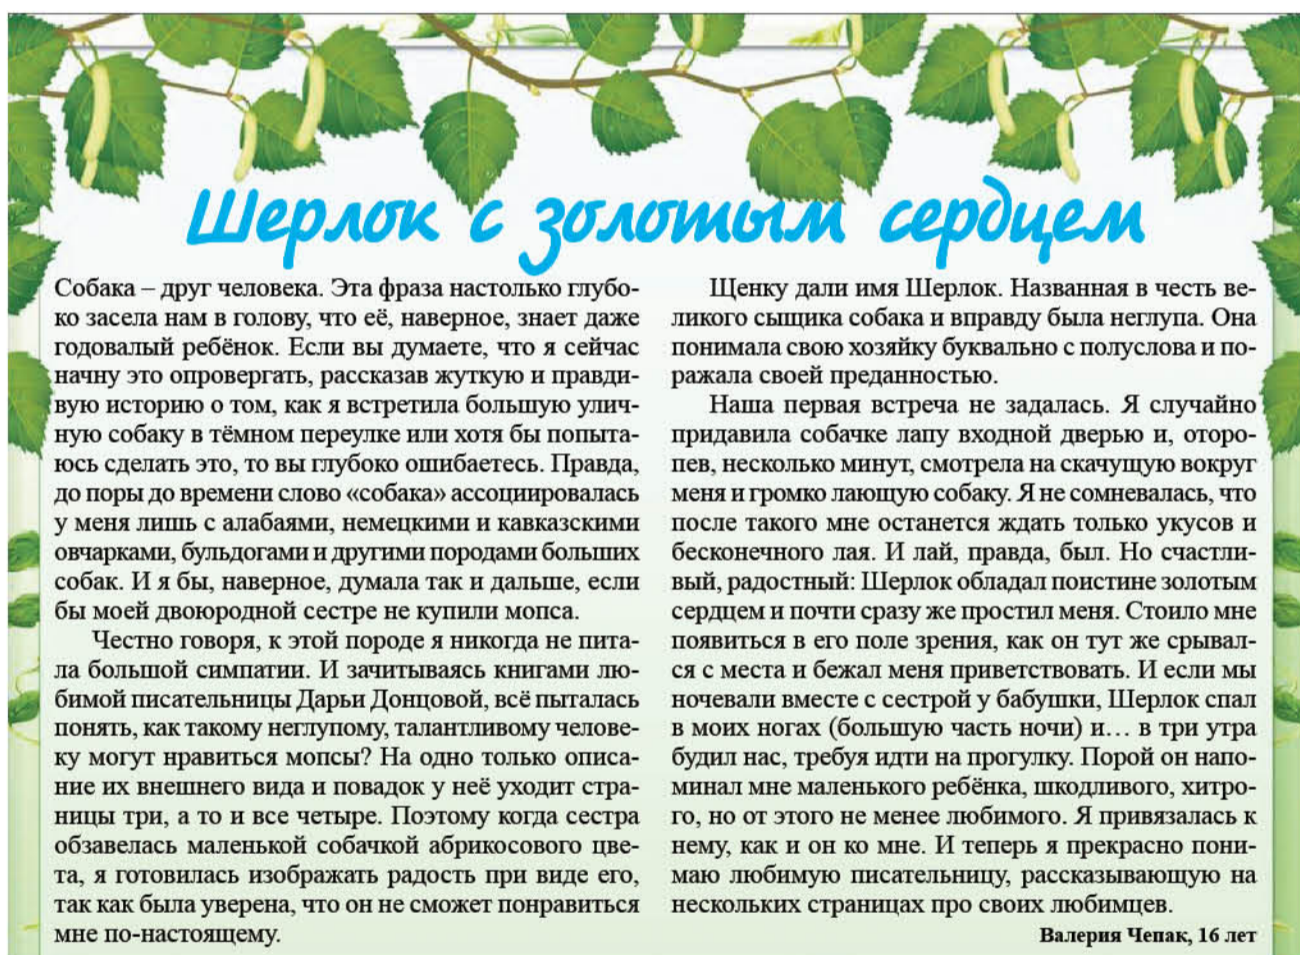 Шерлок с золотым сердцем
Собака – друг человека. Эта фраза настолько глубо-
ко засела нам в голову, что её, наверное, знает даже
годовалый ребёнок. Если вы думаете, что я сейчас
начну это опровергать, рассказав жуткую и правди-
вую историю о том, как я встретила большую улич-
ную собаку в тёмном переулке или хотя бы попыта-
юсь сделать это, то вы глубоко ошибаетесь. Правда,
до поры до времени слово «собака» ассоциировалась
у меня лишь с алабаями, немецкими и кавказскими
овчарками, бульдогами и другими породами больших
собак. И я бы, наверное, думала так и дальше, если
бы моей двоюродной сестре не купили мопса.
Честно говоря, к этой породе я никогда не пита-
ла большой симпатии. И зачитываясь книгами лю-
бимой писательницы Дарьи Донцовой, всё пыталась
понять, как такому неглупому, талантливому челове-
ку могут нравиться мопсы? На одно только описа-
ние их внешнего вида и повадок у неё уходит стра-
ницы три, а то и все четыре. Поэтому когда сестра
обзавелась маленькой собачкой абрикосового цве-
та, я готовилась изображать радость при виде его,
так как была уверена, что он не сможет понравиться
мне по-настоящему.
Щенку дали имя Шерлок. Названная в честь ве-
ликого сыщика собака и вправду была неглупа. Она
понимала свою хозяйку буквально с полуслова и по-
ражала своей преданностью.
Наша первая встреча не задалась. Я случайно
придавила собачке лапу входной дверью и, оторо-
пев, несколько минут, смотрела на скачущую вокруг
меня и громко лающую собаку. Я не сомневалась, что
после такого мне останется ждать только укусов и
бесконечного лая. И лай, правда, был. Но счастли-
вый, радостный: Шерлок обладал поистине золотым
сердцем и почти сразу же простил меня. Стоило мне
появиться в его поле зрения, как он тут же срывал-
ся с места и бежал меня приветствовать. И если мы
ночевали вместе с сестрой у бабушки, Шерлок спал
в моих ногах (большую часть ночи) и… в три утра
будил нас, требуя идти на прогулку. Порой он напо-
минал мне маленького ребёнка, шкодливого, хитро-
го, но от этого не менее любимого. Я привязалась к
нему, как и он ко мне. И теперь я прекрасно пони-
маю любимую писательницу, рассказывающую на
нескольких страницах про своих любимцев.
Валерия Чепак, 16 лет